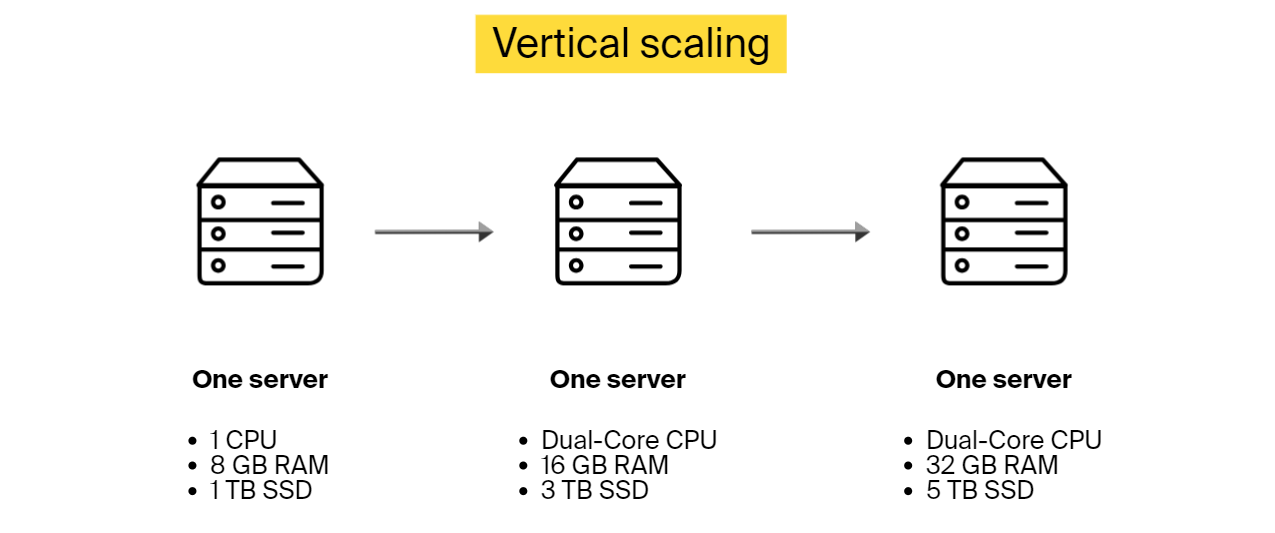 Vertical scaling
One server
• 1 CPU
• 8 GB RAM
• 1 TB SSD
One server
• Dual-Core CPU
• 16 GB RAM
• 3 TB SSD
One server
• Dual-Core CPU
• 32 GB RAM
• 5 TB SSD